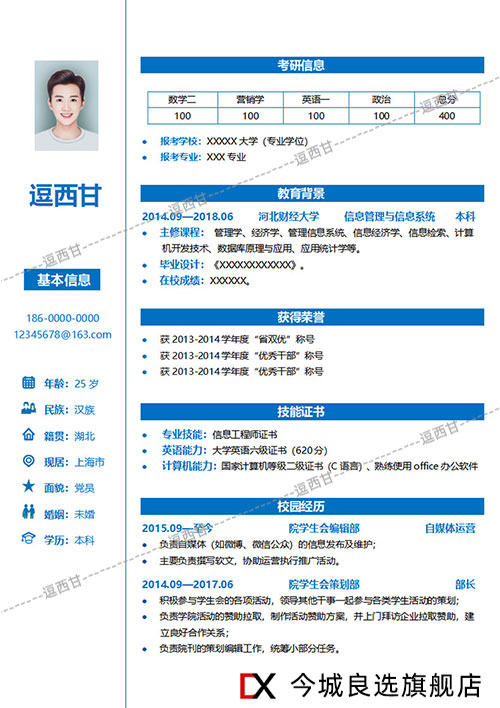 逗西甘
基本信息
186-0000-0000
12345678@163.com
年龄：25岁
民族：汉族
籍贯：湖北
现居：上海市
面貌：党员
婚姻：未婚
学历：本科
考研信息
数学二 营销学 英语一 政治 总分
100 100 100 100 400
报考学校：XXXXX 大学（专业学位）
报考专业：XXX 专业
教育背景
2014.09—2018.06 河北财经大学 信息管理与信息系统 本科
主修课程： 管理学、经济学、管理信息系统、信息经济学、信息检索、计算
机开发技术、数据库原理与应用、应用统计学等。
毕业设计：《XXXXXXXXXXXX》。
在校成绩：XXXXXX。
获得荣誉
获 2013-2014 学年度“省双优”称号
获 2013-2014 学年度“优秀干部”称号
获 2013-2014 学年度“优秀干部”称号
技能证书
专业技能：信息工程师证书
英语能力：大学英语六级证书（620分）
计算机能力：国家计算机等级二级证书（C 语言）、熟练使用 office 办公软件
校园经历
2015.09—至今 院学生会编辑部 自媒体运营
负责自媒体（如微博、微信公众）的信息发布及维护；
主要负责撰写软文，协助运营执行推广活动。
2014.09—2017.06 院学生会策划部 部长
积极参与学生会的各项活动，领导其他干事一起参与各类学生活动的策划；
负责学院活动的赞助拉取，制作活动赞助方案，并上门拜访企业拉取赞助，建
立良好合作关系；
负责院刊的策划编辑工作，统筹小部分任务。
逗西甘
逗西甘
逗西甘
逗西甘
逗西甘
逗西甘
逗西甘
DX 今城良选旗舰店